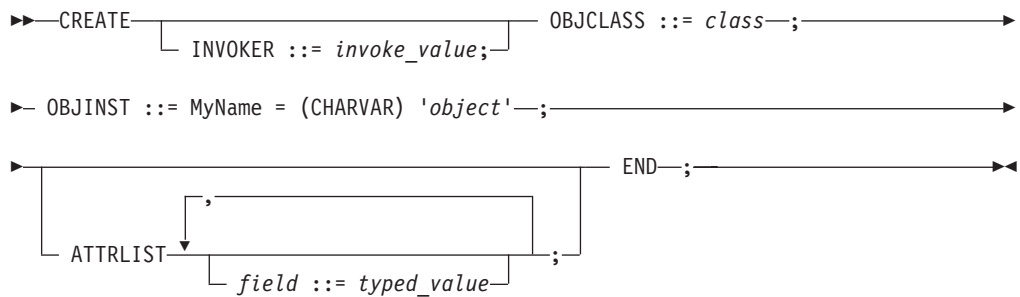 CREATE OBJCLASS ::= class ;
INVOKER ::= invoke_value;
OBJINST ::= MyName = (CHARVAR) 'object' ;
END ;
,
ATTRLIST ;
field ::= typed_value